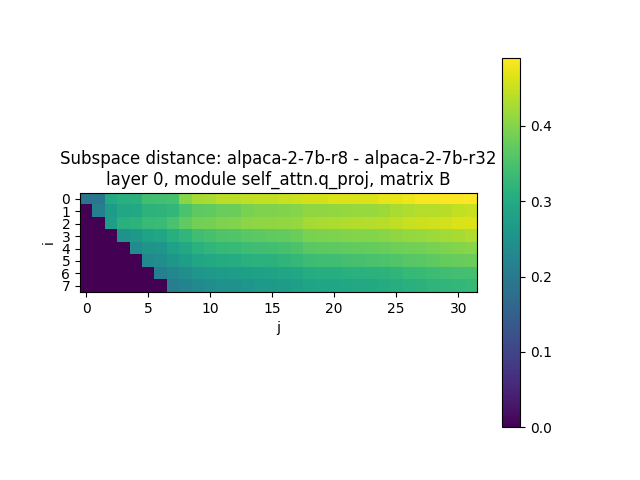 Subspace distance: alpaca-2-7b-r8 - alpaca-2-7b-r32
layer 0, module self_attn.q_proj, matrix B
0
1
2
3
4
5
6
7
i
0 5 10 15 20 25 30
j
0.4
0.3
0.2
0.1
0.0